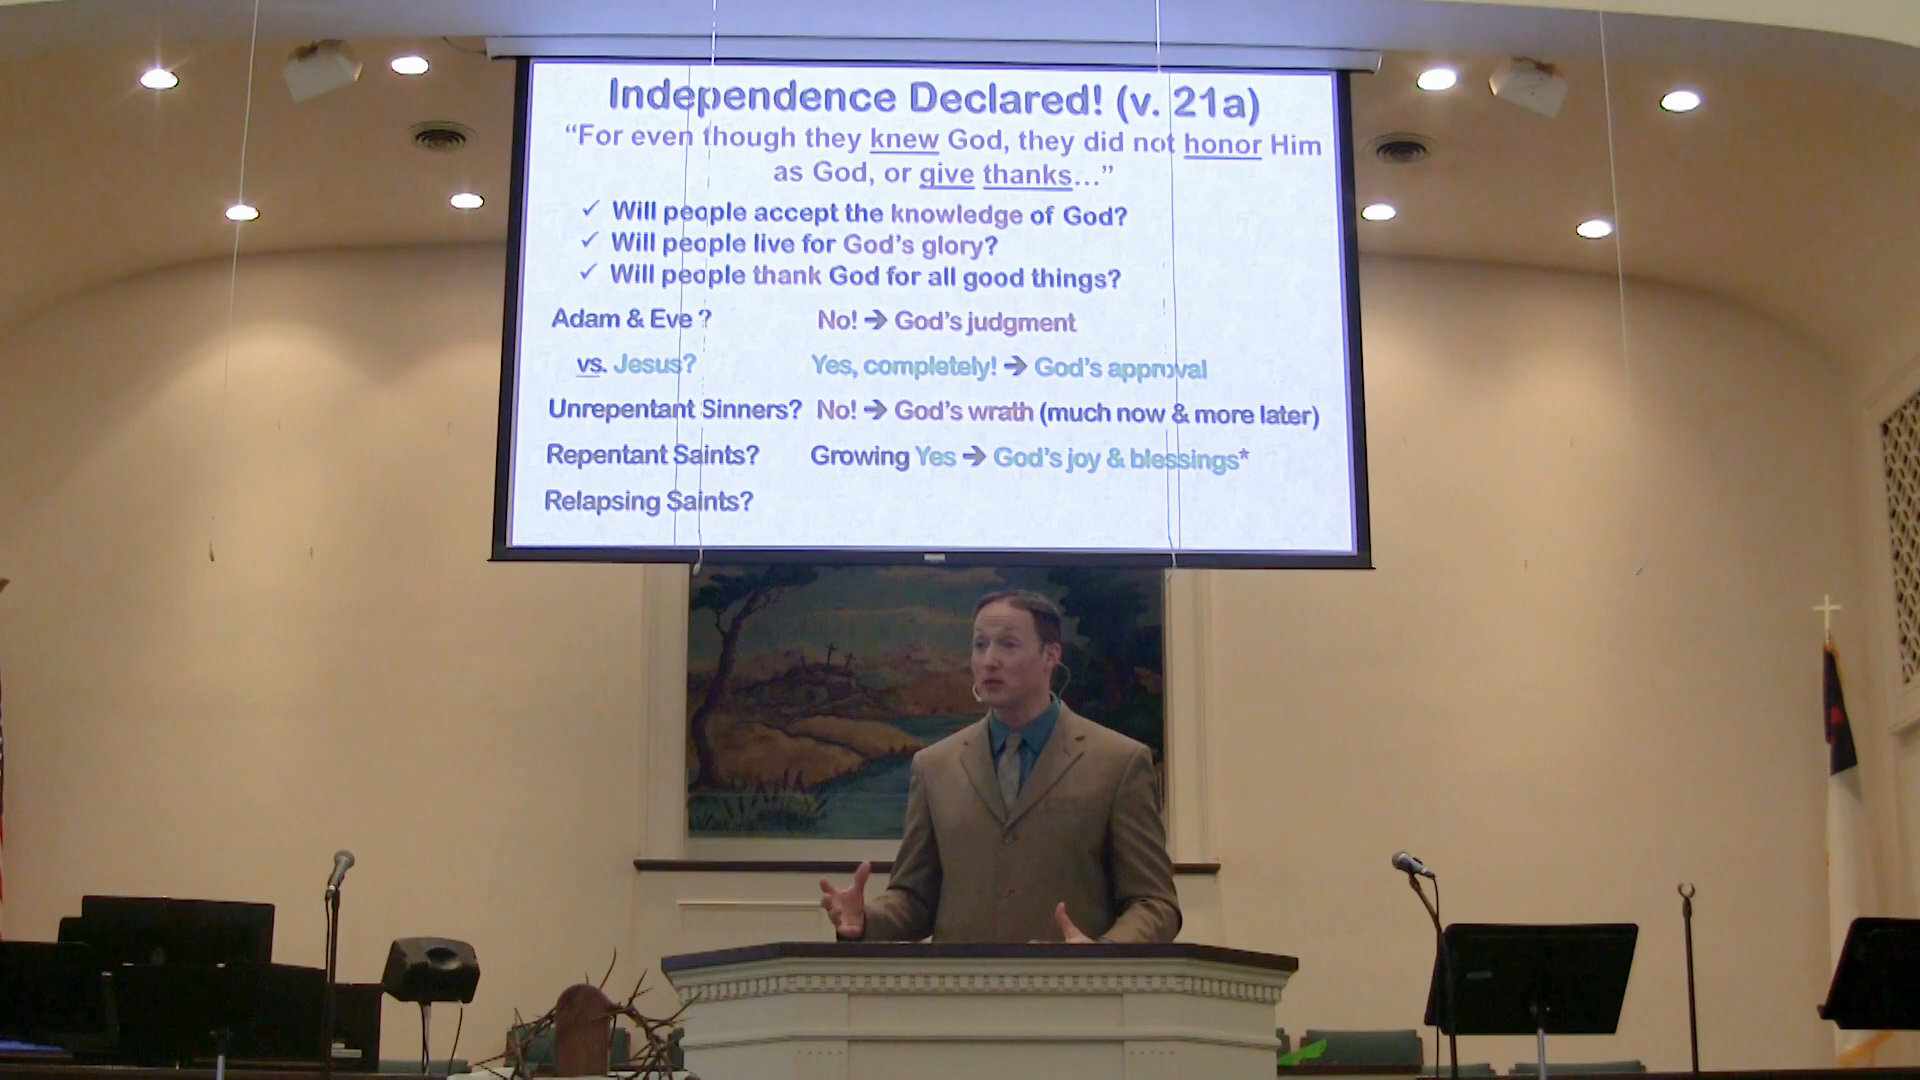 Independence Declared! (v. 21a)
“For even though they knew God, they did not honor Him
as God, or give thanks…”
✓ Will people accept the knowledge of God?
✓ Will people live for God’s glory?
✓ Will people thank God for all good things?
Adam & Eve ? No! ➔ God’s judgment
vs. Jesus? Yes, completely! ➔ God’s approval
Unrepentant Sinners? No! ➔ God’s wrath (much now & more later)
Repentant Saints? Growing Yes ➔ God’s joy & blessings*
Relapsing Saints?